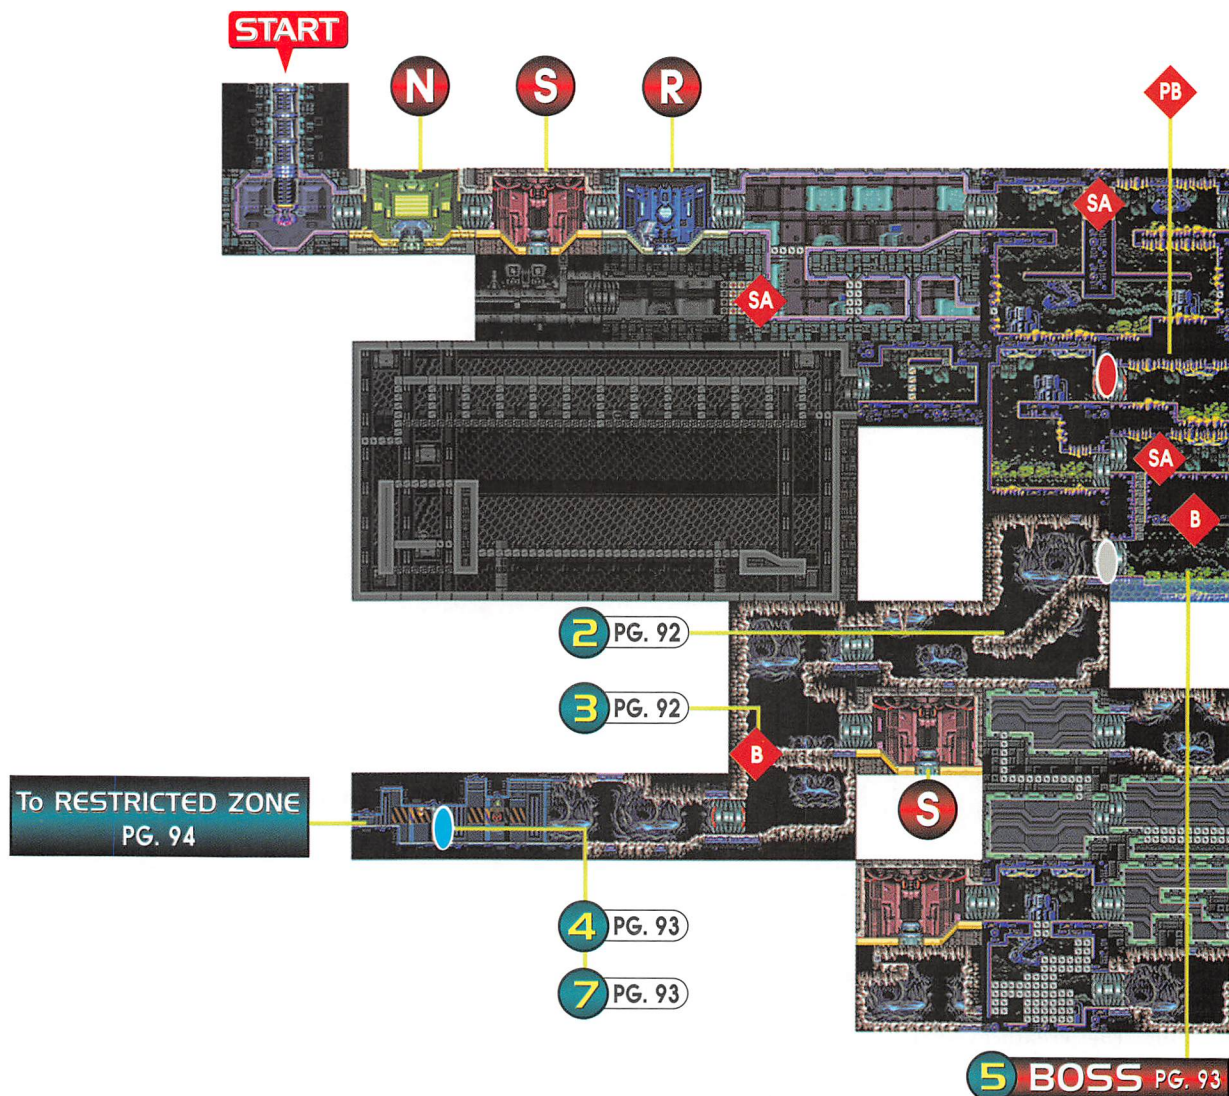 START
N
S
R
PB
SA
SA
SA
B
2 PG. 92
3 PG. 92
B
To RESTRICTED ZONE
PG. 94
S
4 PG. 93
7 PG. 93
5 BOSS PG. 93